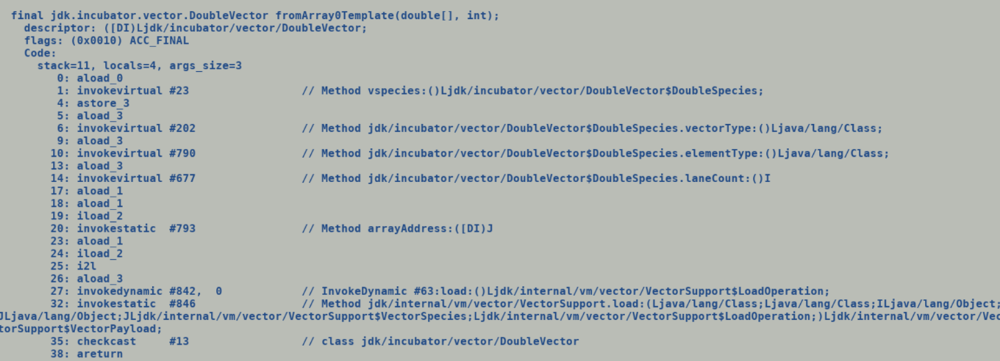 final jdk.incubator.vector.DoubleVector fromArray0Template(double[], int);
descriptor: ([DI)Ljdk/incubator/vector/DoubleVector;
flags: (0x0010) ACC_FINAL
Code:
stack=11, locals=4, args_size=3
0: aload_0
1: invokevirtual #23 // Method vspecies:()Ljdk/incubator/vector/DoubleVector$DoubleSpecies;
4: astore_3
5: aload_3
6: invokevirtual #202 // Method jdk/incubator/vector/DoubleVector$DoubleSpecies.vectorType:()Ljava/lang/Class;
9: aload_3
10: invokevirtual #790 // Method jdk/incubator/vector/DoubleVector$DoubleSpecies.elementType:()Ljava/lang/Class;
13: aload_3
14: invokevirtual #677 // Method jdk/incubator/vector/DoubleVector$DoubleSpecies.laneCount:()I
17: aload_1
18: aload_1
19: iload_2
20: invokestatic #793 // Method arrayAddress:([DI)J
23: aload_1
24: iload_2
25: i2l
26: aload_3
27: invokedynamic #842, 0 // InvokeDynamic #63:load:()Ljdk/internal/vm/vector/VectorSupport$LoadOperation;
32: invokestatic #846 // Method jdk/internal/vm/vector/VectorSupport.load:(Ljava/lang/Class;Ljava/lang/Class;ILjava/lang/Object;
JLjava/lang/Object;JLjdk/internal/vm/vector/VectorSupport$VectorSpecies;Ljdk/internal/vm/vector/VectorSupport$LoadOperation;)Ljdk/internal/vm/vector/Vec
torSupport$VectorPayload;
35: checkcast #13 // class jdk/incubator/vector/DoubleVector
38: areturn